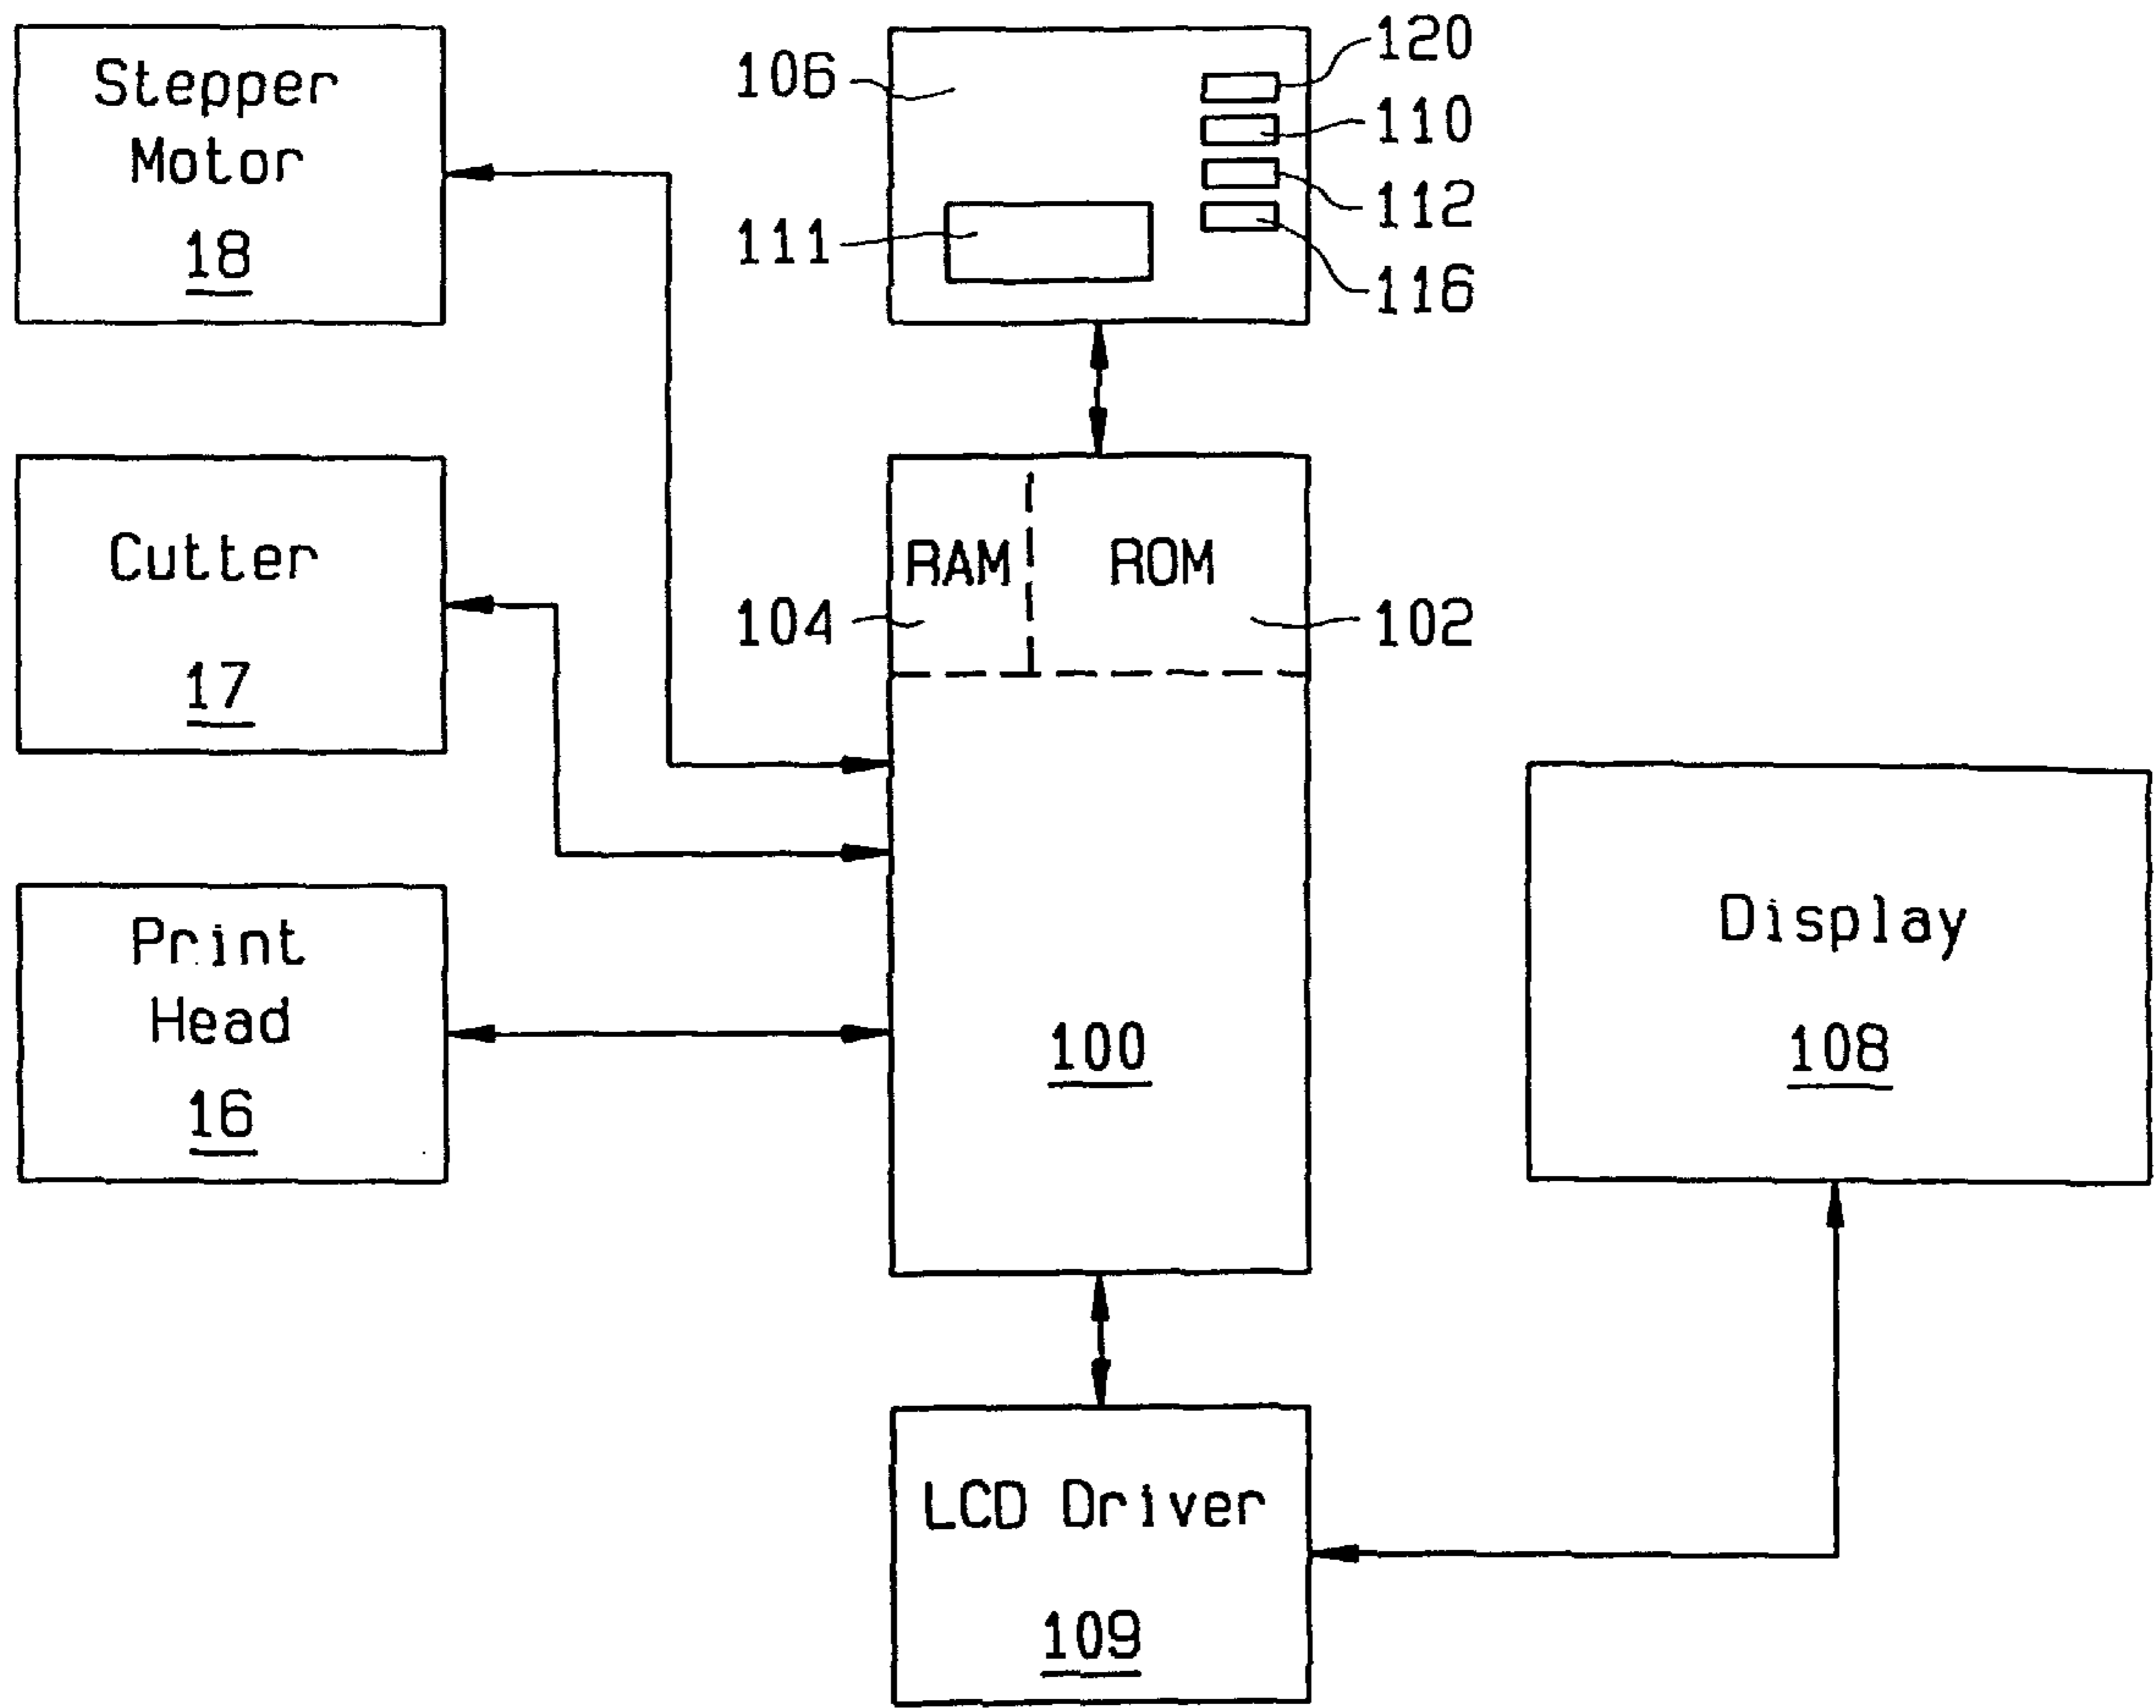 Stepper
Motor
18
106
120
110
112
116
111
Cutter
17
RAM
ROM
104
102
Print
Head
16
100
Display
108
LCD Driver
109